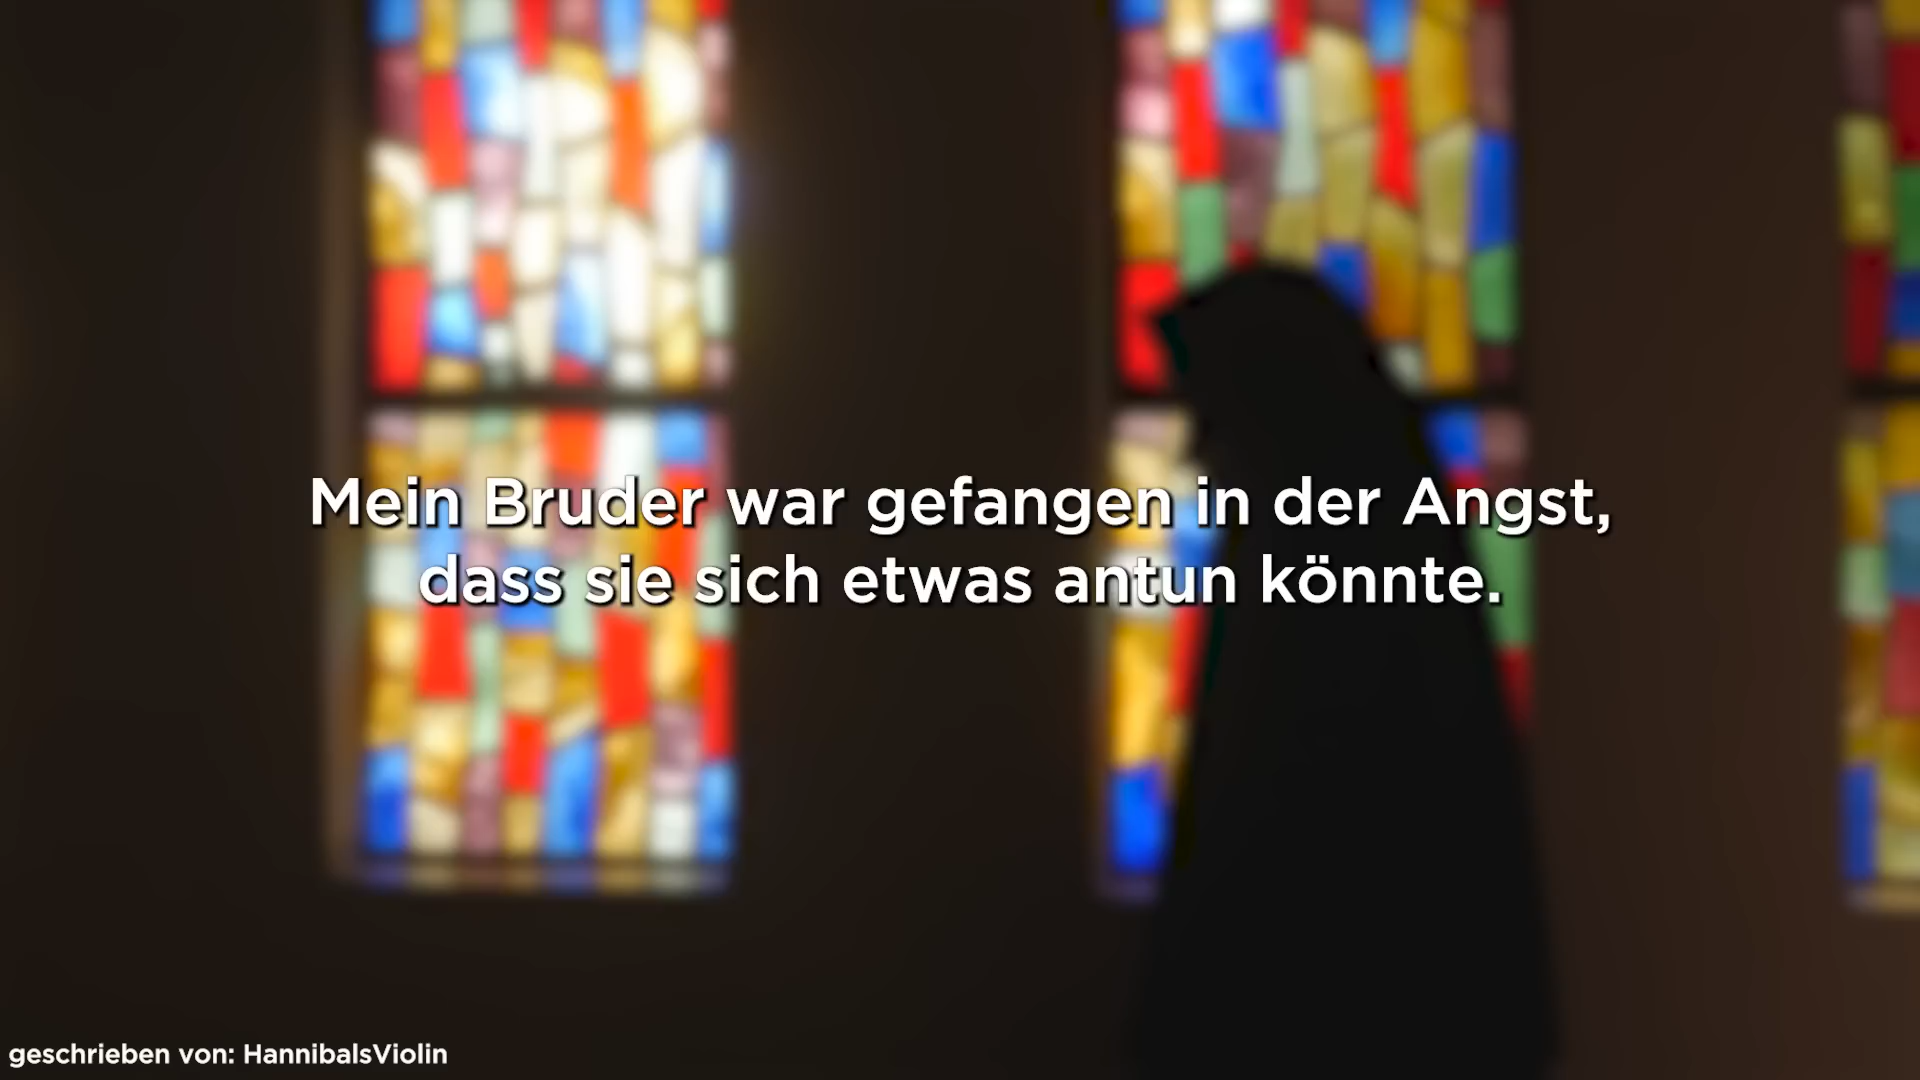 Mein Bruder war gefangen in der Angst,
dass sie sich etwas antun könnte.
geschrieben von: HannibalsViolin